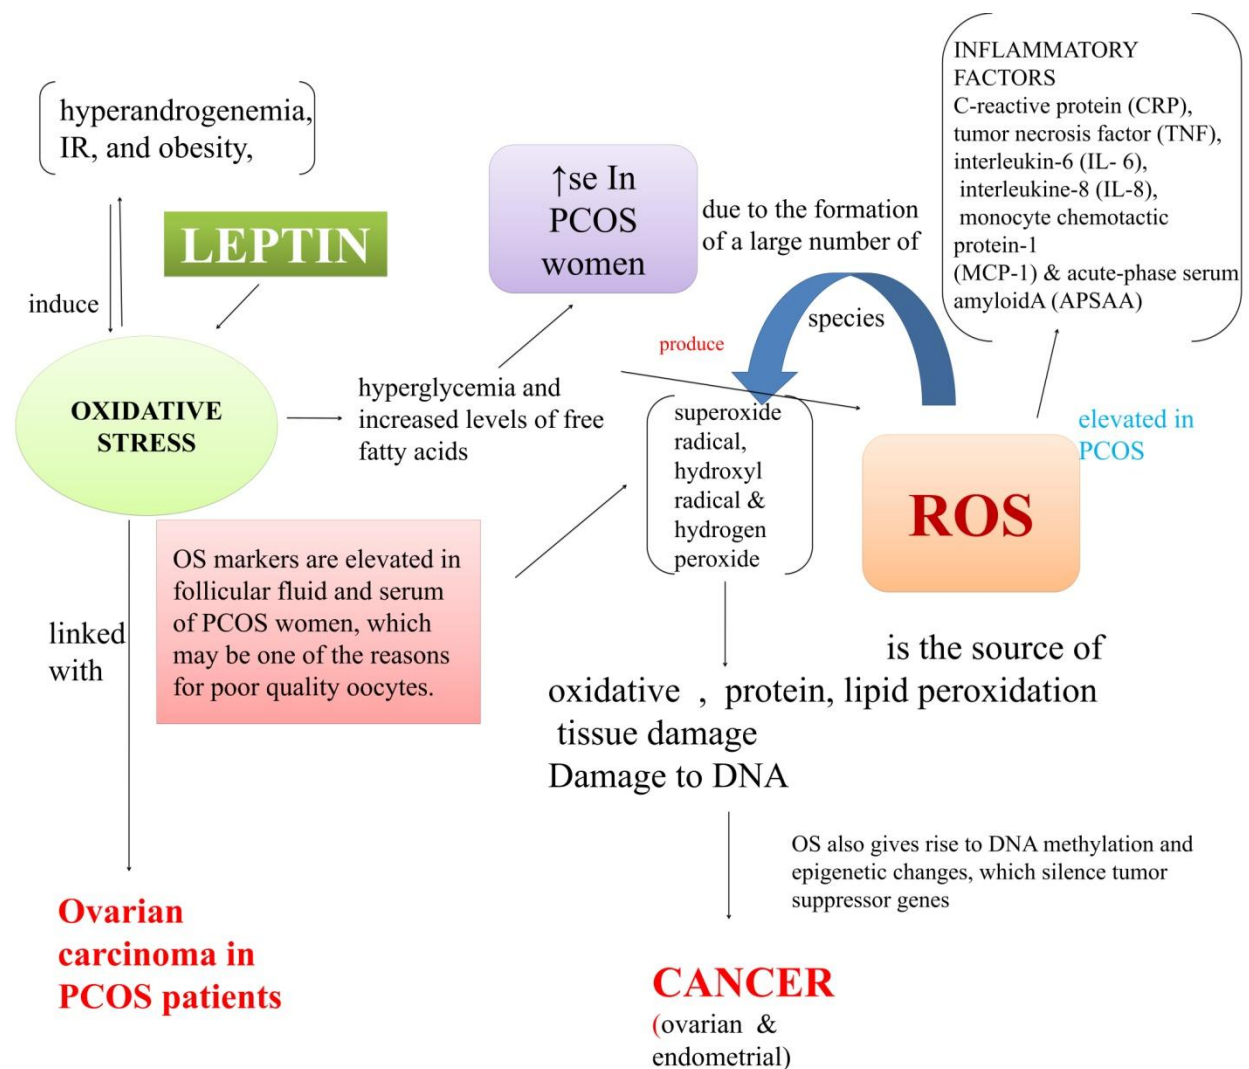 hyperandrogenemia,
IR, and obesity,
LEPTIN
induce
OXIDATIVE
STRESS
hyperglycemia and
increased levels of free
fatty acids
↑se In
PCOS
women
due to the formation
of a large number of
species
produce
INFLAMMATORY
FACTORS
C-reactive protein (CRP),
tumor necrosis factor (TNF),
interleukin-6 (IL- 6),
interleukine-8 (IL-8),
monocyte chemotactic
protein-1
(MCP-1) & acute-phase serum
amyloidA (APSAA)
elevated in
PCOS
ROS
superoxide
radical,
hydroxyl
radical &
hydrogen
peroxide
OS markers are elevated in
follicular fluid and serum
of PCOS women, which
may be one of the reasons
for poor quality oocytes.
linked
with
is the source of
oxidative , protein, lipid peroxidation
tissue damage
Damage to DNA
OS also gives rise to DNA methylation and
epigenetic changes, which silence tumor
suppressor genes
Ovarian
carcinoma in
PCOS patients
CANCER
(ovarian &
endometrial)